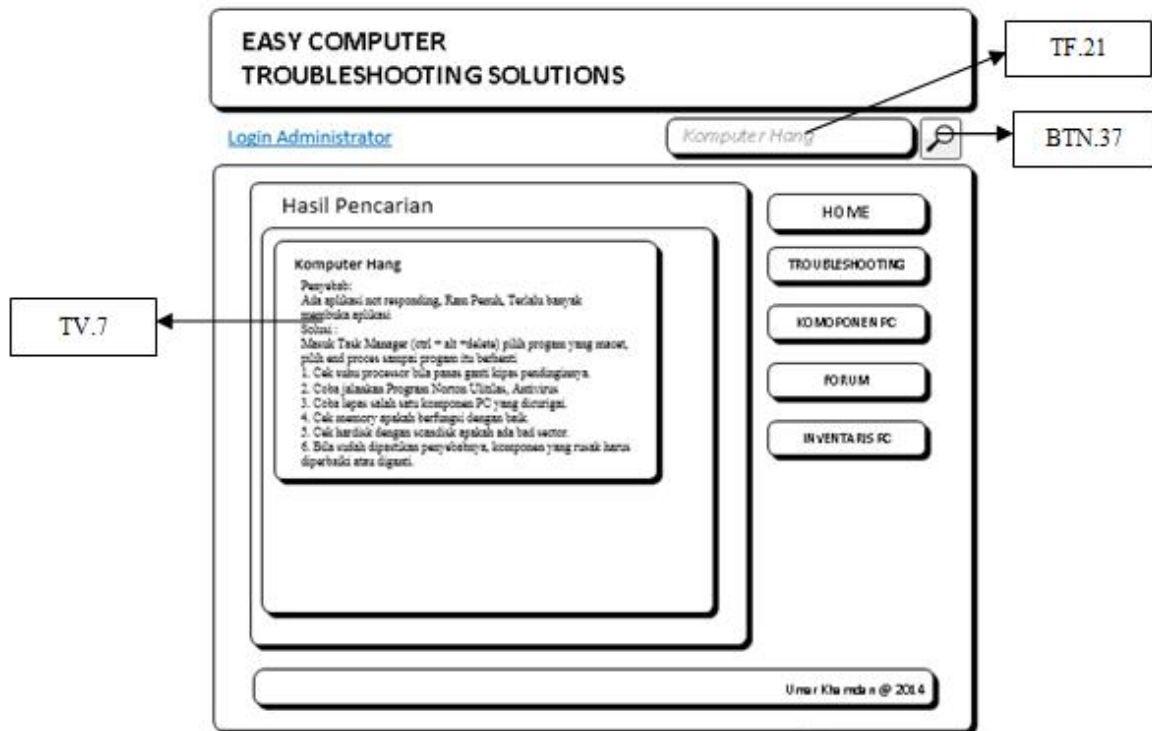 EASY COMPUTER
TROUBLESHOOTING SOLUTIONS
TF.21
Login Administrator
Komputer Hang
BTN.37
Hasil Pencarian
HOME
TROUBLESHOOTING
KOMOPONEN PC
FORUM
INVENTARIS PC
TV.7
Komputer Hang
Penyebab:
Ada aplikasi not responding, Ram Penuh, Terlalu banyak
membuka aplikasi
Solusi :
Masuk Task Manager (ctrl + alt +delete) pilih progam yang macet,
pilih end proces sampai progam itu berhenti
1. Cek suhu processor bila panas ganti kipas pendinginnya.
2. Coba jalankan Program Norton Utilitas, Antivirus
3. Coba lepas salah satu komponen PC yang dicurigai.
4. Cek memory apakah berfungsi dengan baik.
5. Cek hardisk dengan scandisk apakah ada bad sector.
6. Bila sudah dipastikan penyebabnya, komponen yang rusak harus
diperbaiki atau diganti.
Umar Khamdan @ 2014